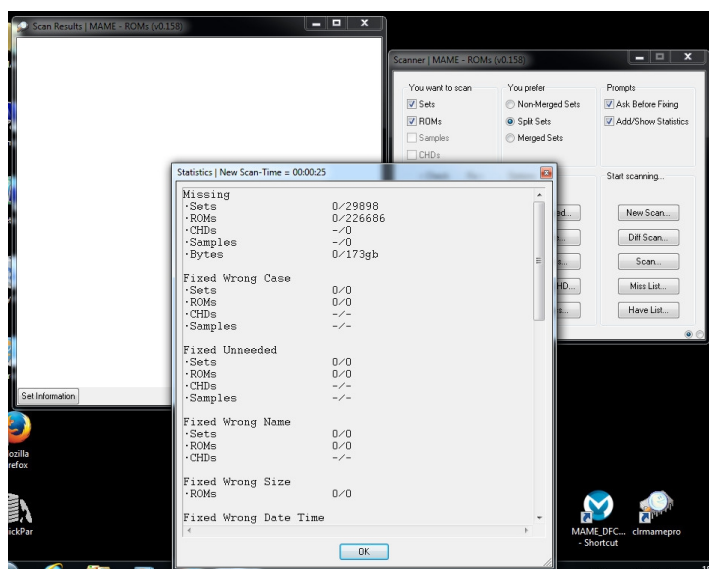 Scan Results | MAME - ROMs (v0.158)
Scanner | MAME - ROMs (v0.158)
You want to scan
Sets
ROMs
Samples
CHDs
You prefer
Non-Merged Sets
Split Sets
Merged Sets
Prompts
Ask Before Fixing
Add/Show Statistics
Start scanning...
New Scan...
Diff Scan...
Scan...
Miss List...
Have List...
Statistics | New Scan-Time = 00:00:25
Missing
·Sets 0/29898
·ROMs 0/226686
·CHDs -/0
·Samples -/0
·Bytes 0/173gb
Fixed Wrong Case
·Sets 0/0
·ROMs 0/0
·CHDs -/-
·Samples -/-
Fixed Unneeded
·Sets 0/0
·ROMs 0/0
·CHDs -/-
·Samples -/-
Fixed Wrong Name
·Sets 0/0
·ROMs 0/0
·CHDs -/-
Fixed Wrong Size
·ROMs 0/0
Fixed Wrong Date Time
OK
Set Information
ozilla
refox
ickPar
MAME_DFC...
- Shortcut
clrmamepro